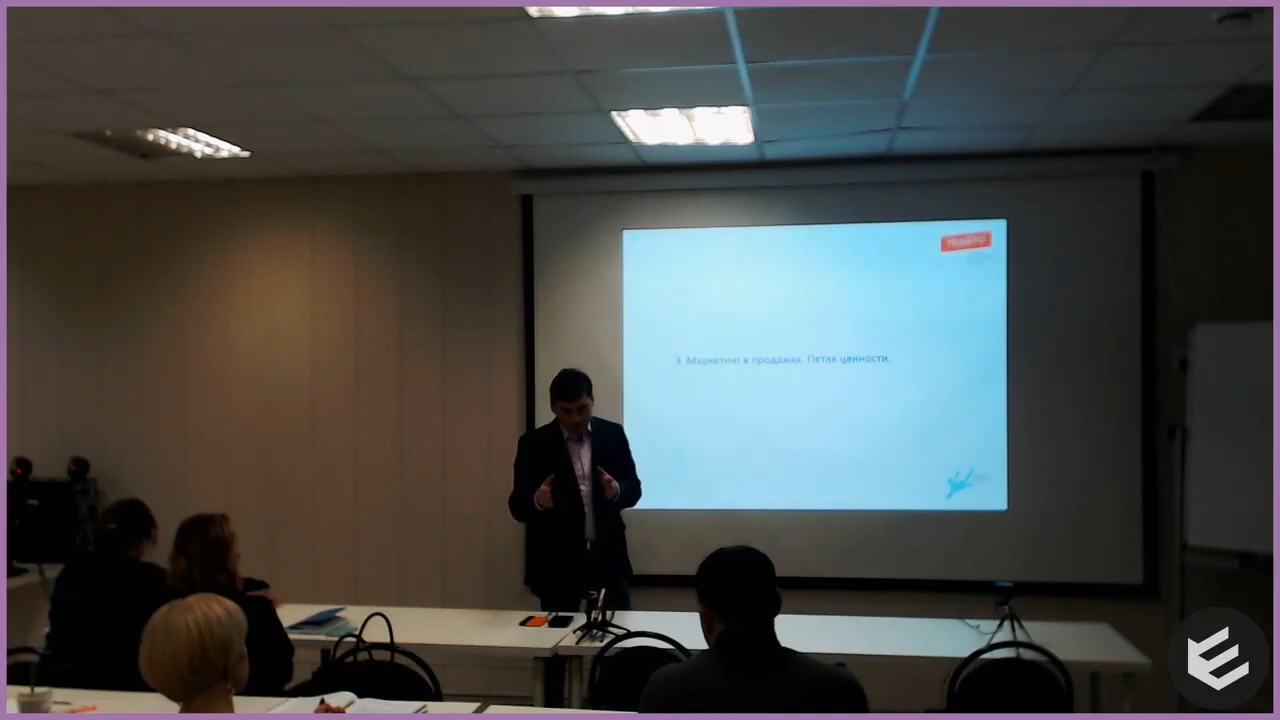 3. Маркетинг в продажах. Петля ценности.